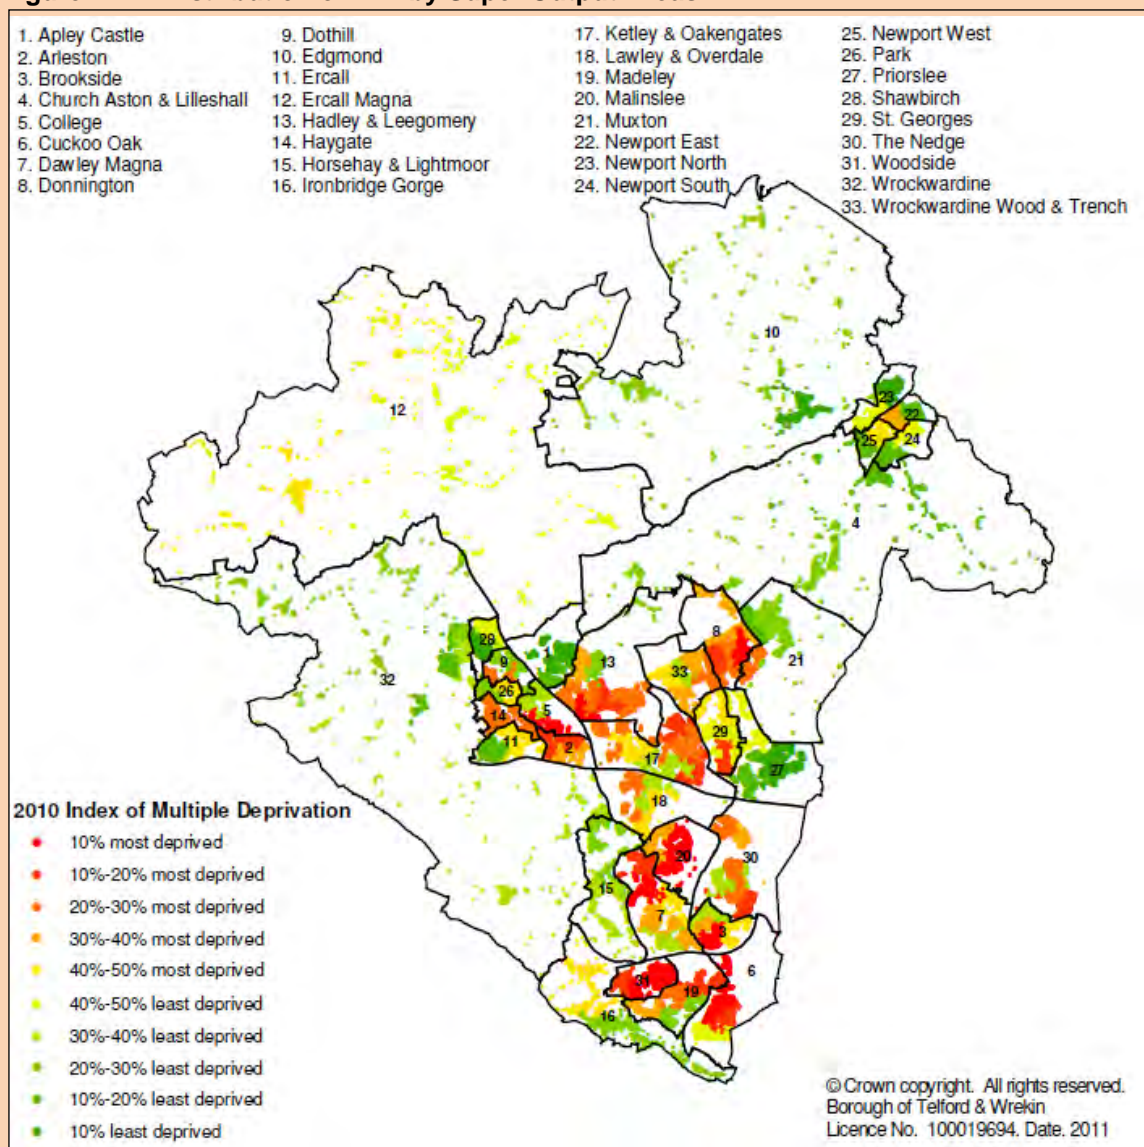 1. Apley Castle
2. Arleston
3. Brookside
4. Church Aston & Lilleshall
5. College
6. Cuckoo Oak
7. Dawley Magna
8. Donnington
9. Dothill
10. Edgmond
11. Ercall
12. Ercall Magna
13. Hadley & Leegomery
14. Haygate
15. Horsehay & Lightmoor
16. Ironbridge Gorge
17. Ketley & Oakengates
18. Lawley & Overdale
19. Madeley
20. Malinslee
21. Muxton
22. Newport East
23. Newport North
24. Newport South
25. Newport West
26. Park
27. Priorslee
28. Shawbirch
29. St. Georges
30. The Nedge
31. Woodside
32. Wrockwardine
33. Wrockwardine Wood & Trench
10
12
23
22
25
24
4
8
28
1
13
9
21
33
32
26
5
14
29
11
2
17
27
18
20
30
15
7
3
6
31
19
16
2010 Index of Multiple Deprivation
10% most deprived
10%-20% most deprived
20%-30% most deprived
30%-40% most deprived
40%-50% most deprived
40%-50% least deprived
30%-40% least deprived
20%-30% least deprived
10%-20% least deprived
10% least deprived
© Crown copyright. All rights reserved.
Borough of Telford & Wrekin
Licence No. 100019694. Date. 2011